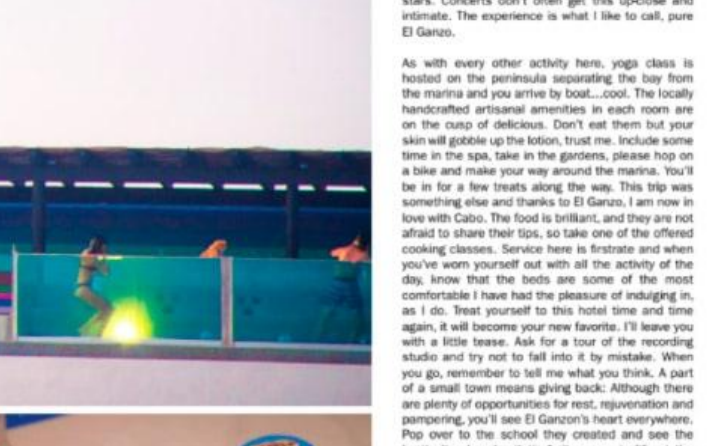 stars. Concerts don't often get this up-close and
intimate. The experience is what I like to call, pure
El Ganzo.
As with every other activity here, yoga class is
hosted on the peninsula separating the bay from
the marina and you arrive by boat...cool. The locally
handcrafted artisanal amenities in each room are
on the cusp of delicious. Don't eat them but your
skin will gobble up the lotion, trust me. Include some
time in the spa, take in the gardens, please hop on
a bike and make your way around the marina. You'll
be in for a few treats along the way. This trip was
something else and thanks to El Ganzo, I am now in
love with Cabo. The food is brilliant, and they are not
afraid to share their tips, so take one of the offered
cooking classes. Service here is firstrate and when
you've worn yourself out with all the activity of the
day, know that the beds are some of the most
comfortable I have had the pleasure of indulging in,
as I do. Treat yourself to this hotel time and time
again, it will become your new favorite. I'll leave you
with a little tease. Ask for a tour of the recording
studio and try not to fall into it by mistake. When
you go, remember to tell me what you think. A part
of a small town means giving back: Although there
are plenty of opportunities for rest, rejuvenation and
pampering, you'll see El Ganzon's heart everywhere.
Pop over to the school they created and see the